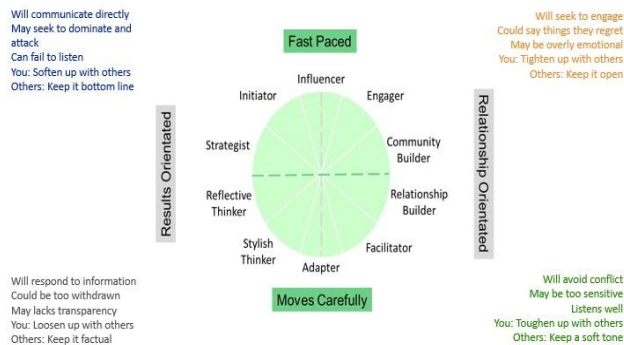 Will communicate directly
May seek to dominate and
attack
Can fail to listen
You: Soften up with others
Others: Keep it bottom line
Fast Paced
Will seek to engage
Could say things they regret
May be overly emotional
You: Tighten up with others
Others: Keep it open
Influencer
Initiator
Engager
Strategist
Community
Builder
Results Orientated
Relationship Orientated
Reflective
Thinker
Relationship
Builder
Stylish
Thinker
Facilitator
Adapter
Moves Carefully
Will respond to information
Could be too withdrawn
May lacks transparency
You: Loosen up with others
Others: Keep it factual
Will avoid conflict
May be too sensitive
Listens well
You: Toughen up with others
Others: Keep a soft tone